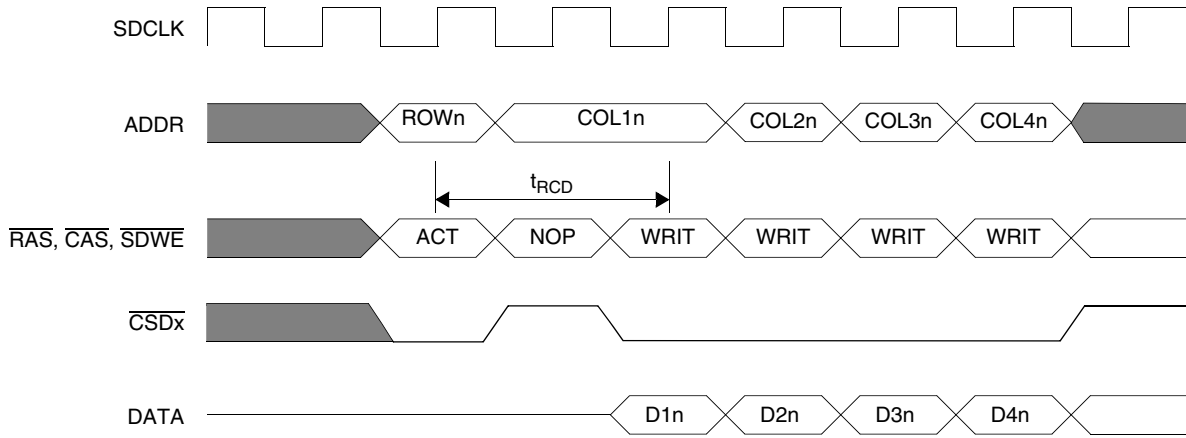 SDCLK
ADDR ROWn COL1n COL2n COL3n COL4n
tRCD
RAS, CAS, SDWE ACT NOP WRIT WRIT WRIT WRIT
CSDx
DATA D1n D2n D3n D4n